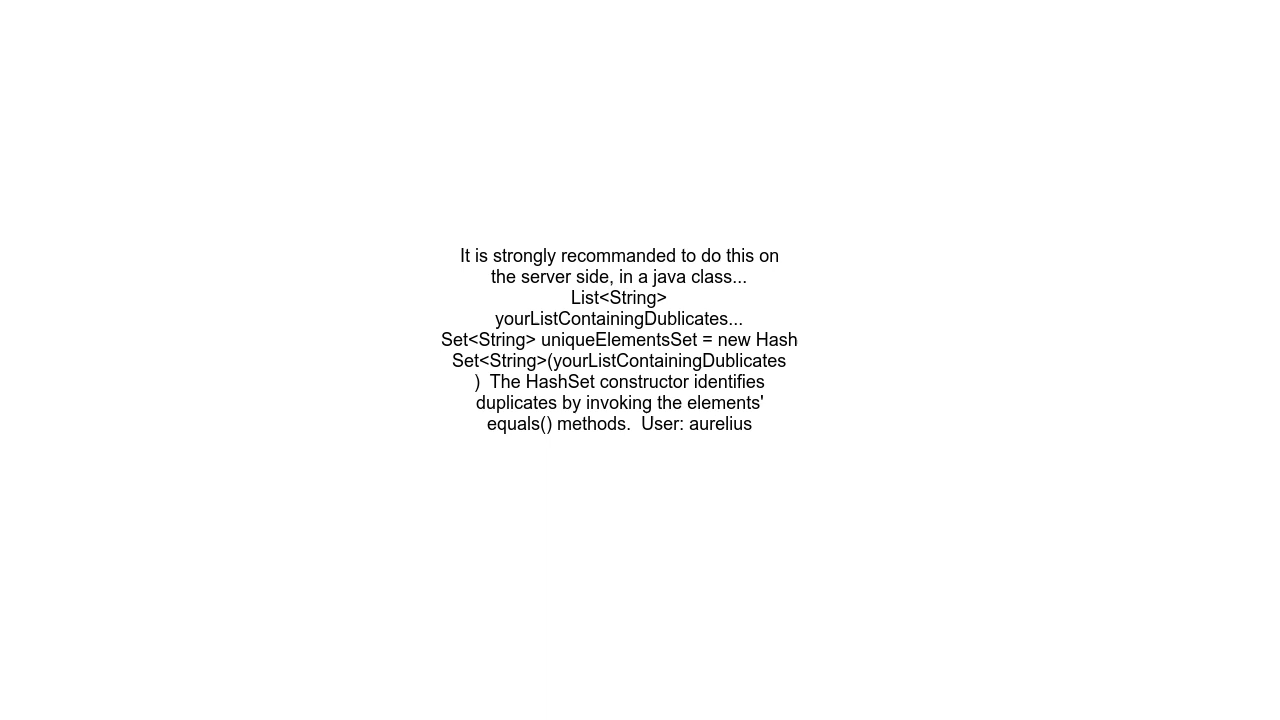 It is strongly recommanded to do this on
the server side, in a java class...
List<String>
yourListContainingDublicates...
Set<String> uniqueElementsSet = new Hash
Set<String>(yourListContainingDublicates
)  The HashSet constructor identifies
duplicates by invoking the elements'
equals() methods.  User: aurelius